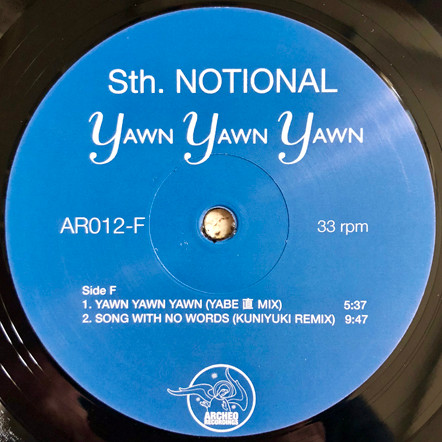 Sth. NOTIONAL
YAWN YAWN YAWN
AR012-F 33 rpm
Side F
1. YAWN YAWN YAWN (YABE 直 MIX) 5:37
2. SONG WITH NO WORDS (KUNIYUKI REMIX) 9:47
ARCHEO
RECORDINGS